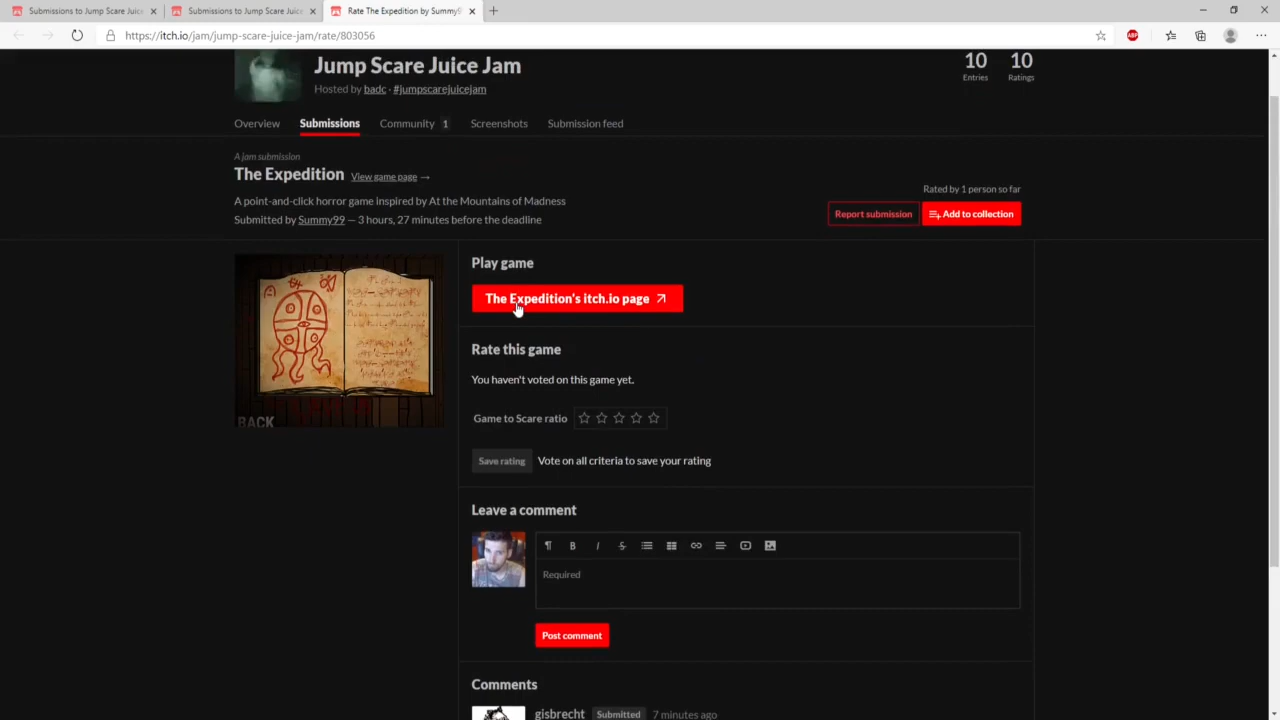 Submissions to Jump Scare Juice
Submissions to Jump Scare Juice J
Rate The Expedition by Summy9
https://itch.io/jam/jump-scare-juice-jam/rate/803056
ABP
Jump Scare Juice Jam
Hosted by badc · #jumpscarejuicejam
10
Entries
10
Ratings
Overview
Submissions
Community 1
Screenshots
Submission feed
A jam submission
The Expedition View game page →
A point-and-click horror game inspired by At the Mountains of Madness
Submitted by Summy99 — 3 hours, 27 minutes before the deadline
Rated by 1 person so far
Report submission
Add to collection
BACK
Play game
The Expedition's itch.io page
Rate this game
You haven't voted on this game yet.
Game to Scare ratio
Save rating
Vote on all criteria to save your rating
Leave a comment
Required
Post comment
Comments
gisbrecht Submitted 7 minutes ago